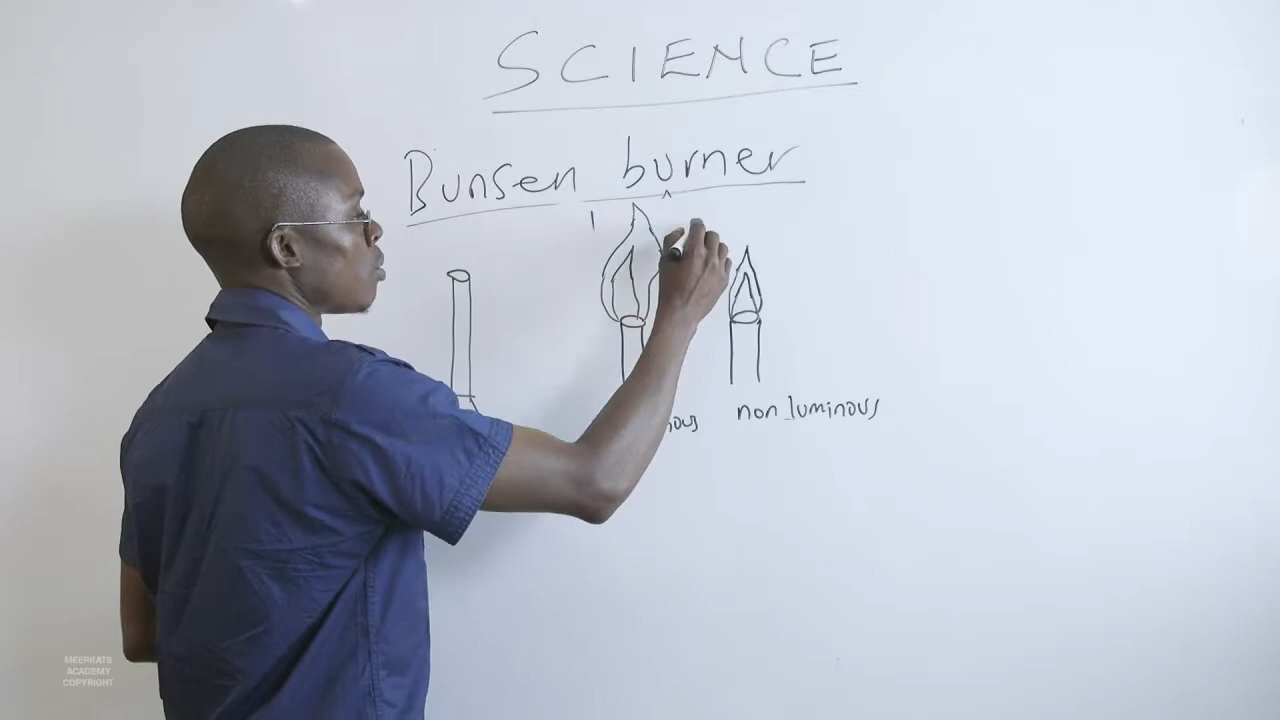 SCIENCE
Bunsen burner
non luminous
MEERKATS
ACADEMY
COPYRIGHT